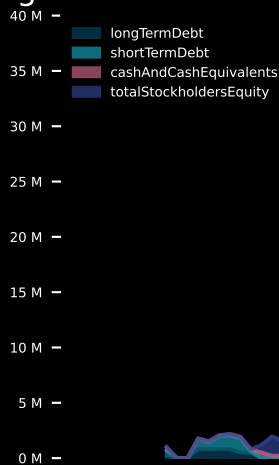 40 M
longTermDebt
shortTermDebt
35 M
cashAndCashEquivalents
totalStockholdersEquity
30 M
25 M
20 M
15 M
10 M
5 M
0 M